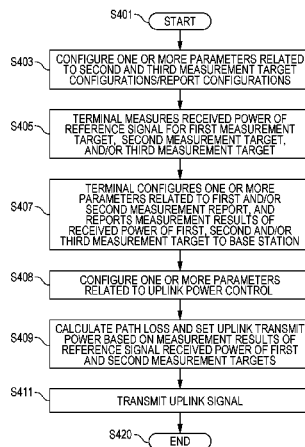 S401
START
S403
CONFIGURE ONE OR MORE PARAMETERS RELATED
TO SECOND AND THIRD MEASUREMENT TARGET
CONFIGURATIONS/REPORT CONFIGURATIONS
S405
TERMINAL MEASURES RECEIVED POWER OF
REFERENCE SIGNAL FOR FIRST MEASUREMENT
TARGET, SECOND MEASUREMENT TARGET,
AND/OR THIRD MEASUREMENT TARGET
S407
TERMINAL CONFIGURES ONE OR MORE
PARAMETERS RELATED TO FIRST AND/OR
SECOND MEASUREMENT REPORT, AND
REPORTS MEASUREMENT RESULTS OF
RECEIVED POWER OF FIRST, SECOND AND/OR
THIRD MEASUREMENT TARGET TO BASE STATION
S408
CONFIGURE ONE OR MORE PARAMETERS
RELATED TO UPLINK POWER CONTROL
S409
CALCULATE PATH LOSS AND SET UPLINK TRANSMIT
POWER BASED ON MEASUREMENT RESULTS OF
REFERENCE SIGNAL RECEIVED POWER OF FIRST
AND SECOND MEASUREMENT TARGETS
S411
TRANSMIT UPLINK SIGNAL
S420
END